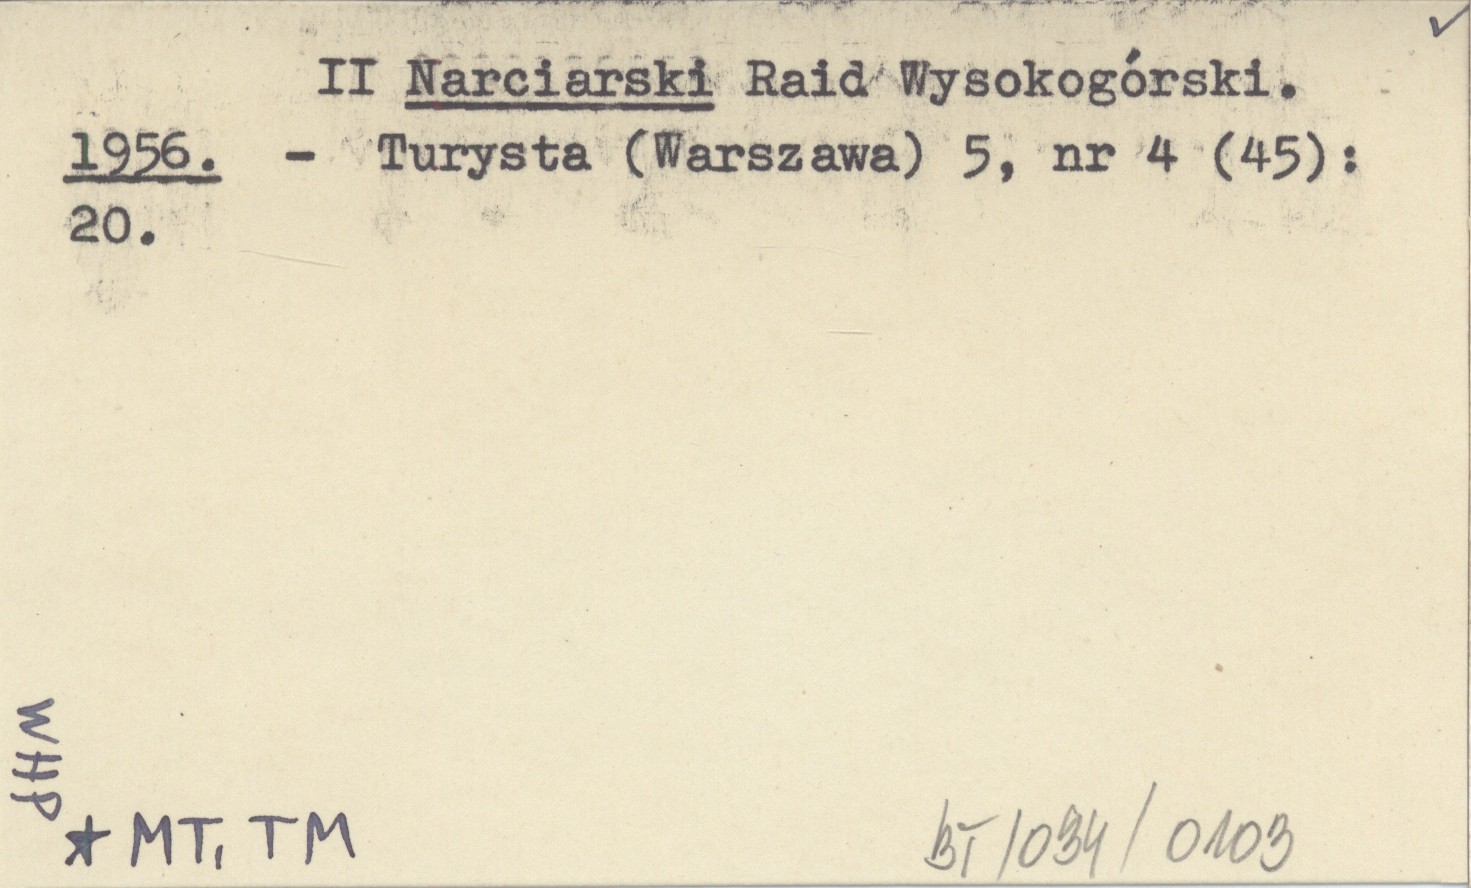 II Narciarski Raid Wysokogórski.
1956. - Turysta (Warszawa) 5, nr 4 (45):
20.
WHP
* MT, TM
BT/034/0103